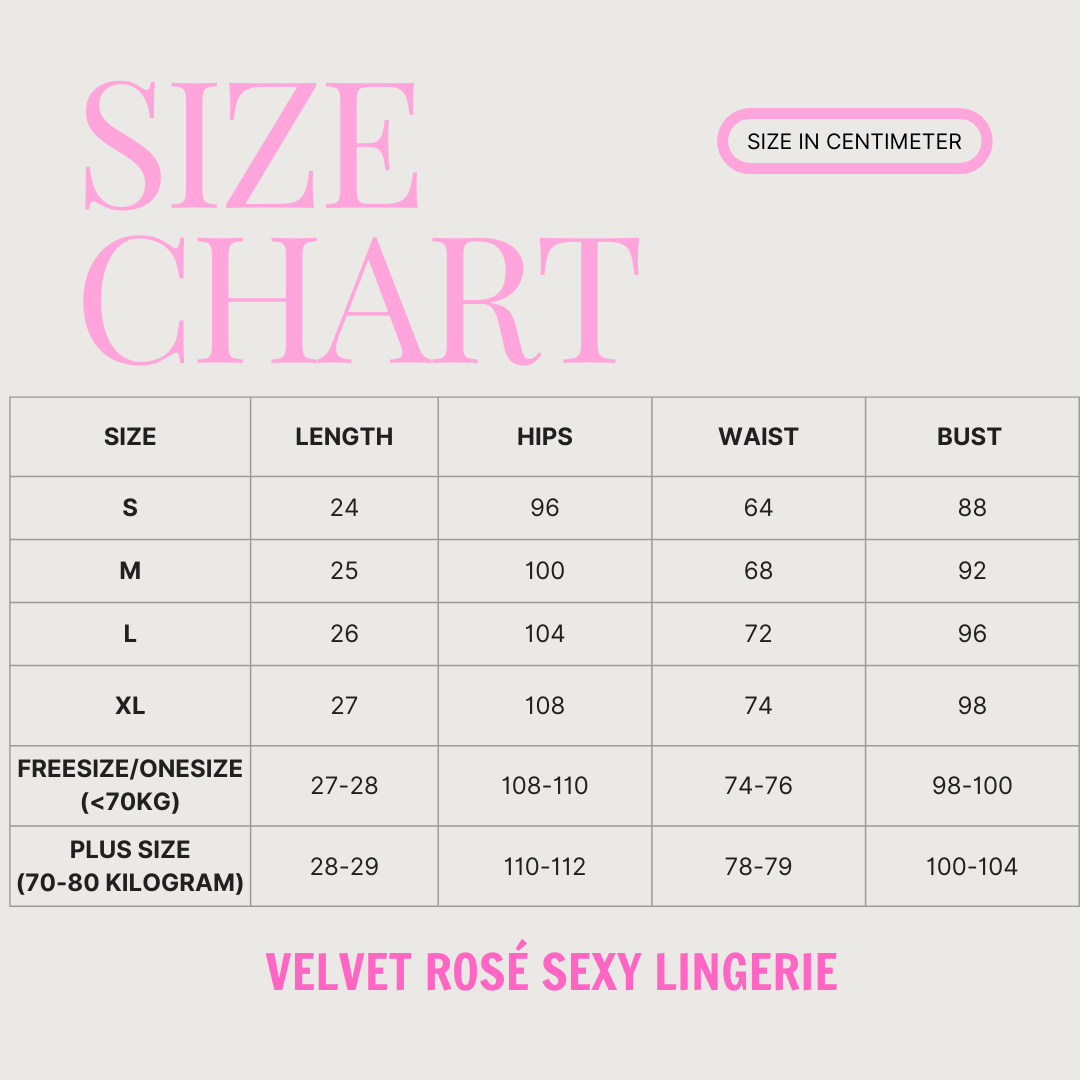 SIZE
CHART
SIZE IN CENTIMETER
SIZE LENGTH HIPS WAIST BUST
S 24 96 64 88
M 25 100 68 92
L 26 104 72 96
XL 27 108 74 98
FREESIZE/ONESIZE
(<70KG) 27-28 108-110 74-76 98-100
PLUS SIZE
(70-80 KILOGRAM) 28-29 110-112 78-79 100-104
VELVET ROSÉ SEXY LINGERIE